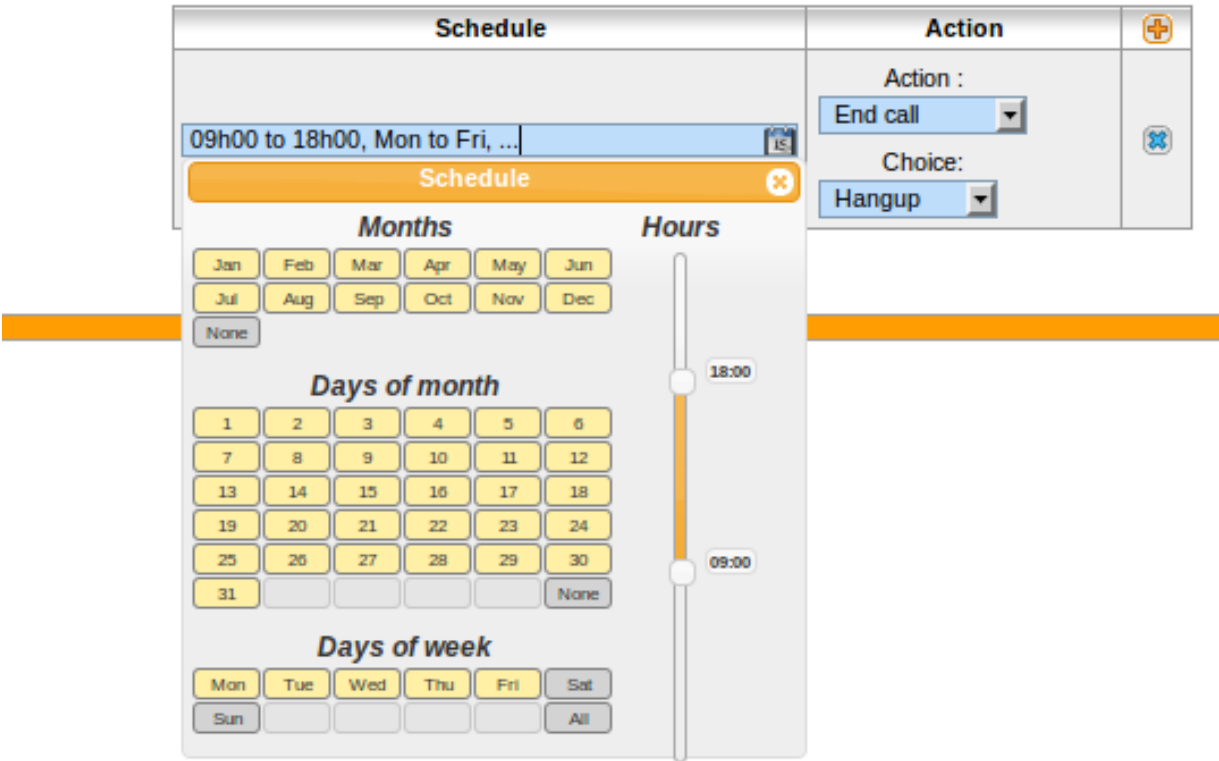 Schedule Action
Action :
End call
09h00 to 18h00, Mon to Fri, ...
15
Choice:
Hangup
Schedule
Months
Jan Feb Mar Apr May Jun
Jul Aug Sep Oct Nov Dec
None
Days of month
1 2 3 4 5 6
7 8 9 10 11 12
13 14 15 16 17 18
19 20 21 22 23 24
25 26 27 28 29 30
31 None
Days of week
Mon Tue Wed Thu Fri Sat
Sun All
Hours
18:00
09:00